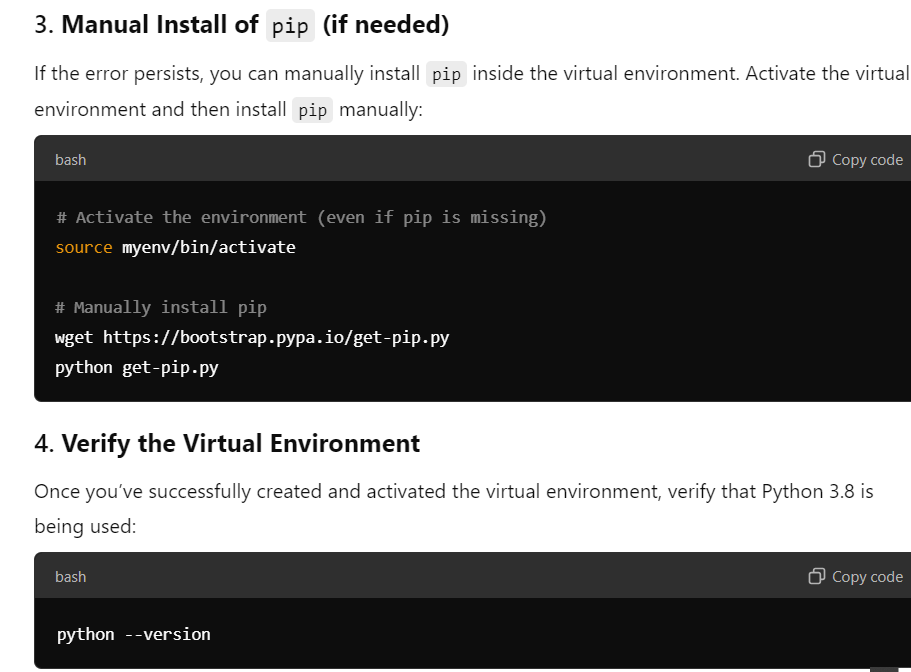 3. Manual Install of pip (if needed)
If the error persists, you can manually install pip inside the virtual environment. Activate the virtual
environment and then install pip manually:
bash Copy code
# Activate the environment (even if pip is missing)
source myenv/bin/activate
# Manually install pip
wget https://bootstrap.pypa.io/get-pip.py
python get-pip.py
4. Verify the Virtual Environment
Once you’ve successfully created and activated the virtual environment, verify that Python 3.8 is
being used:
bash Copy code
python --version